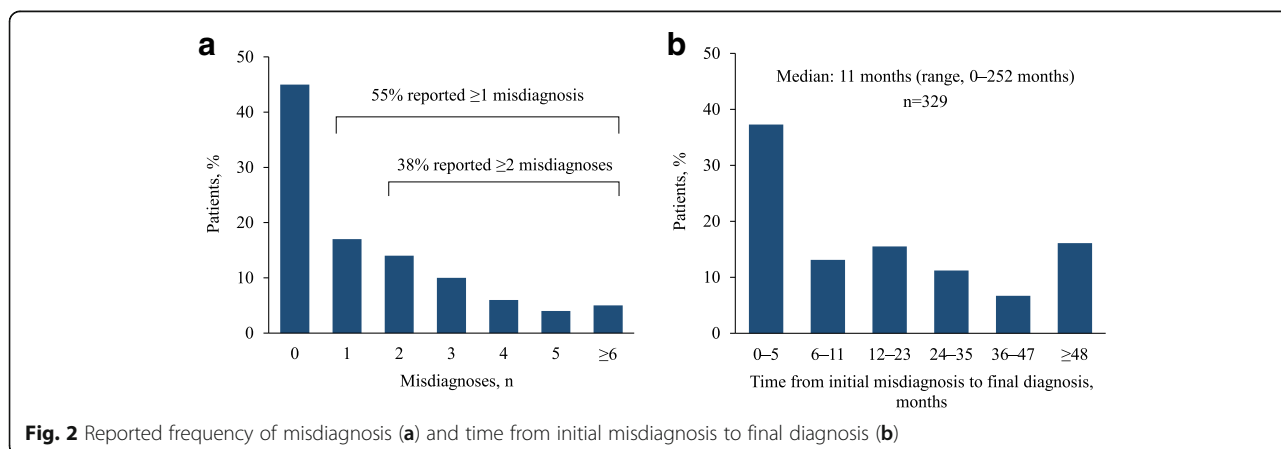 a
50
40
30
20
10
0
Patients, %
55% reported ≥1 misdiagnosis
38% reported ≥2 misdiagnoses
0 1 2 3 4 5 ≥6
Misdiagnoses, n
b
50
40
30
20
10
0
Patients, %
Median: 11 months (range, 0–252 months)
n=329
0–5 6–11 12–23 24–35 36–47 ≥48
Time from initial misdiagnosis to final diagnosis,
months
Fig. 2 Reported frequency of misdiagnosis (a) and time from initial misdiagnosis to final diagnosis (b)